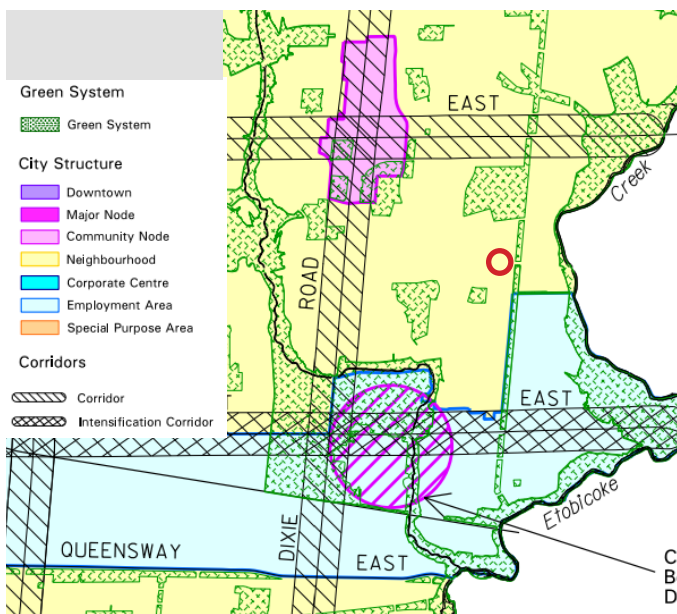 Green System
Green System
City Structure
Downtown
Major Node
Community Node
Neighbourhood
Corporate Centre
Employment Area
Special Purpose Area
Corridors
Corridor
Intensification Corridor
EAST
Creek
ROAD
EAST
Etobicoke
DIXIE
QUEENSWAY
EAST
C
B
D